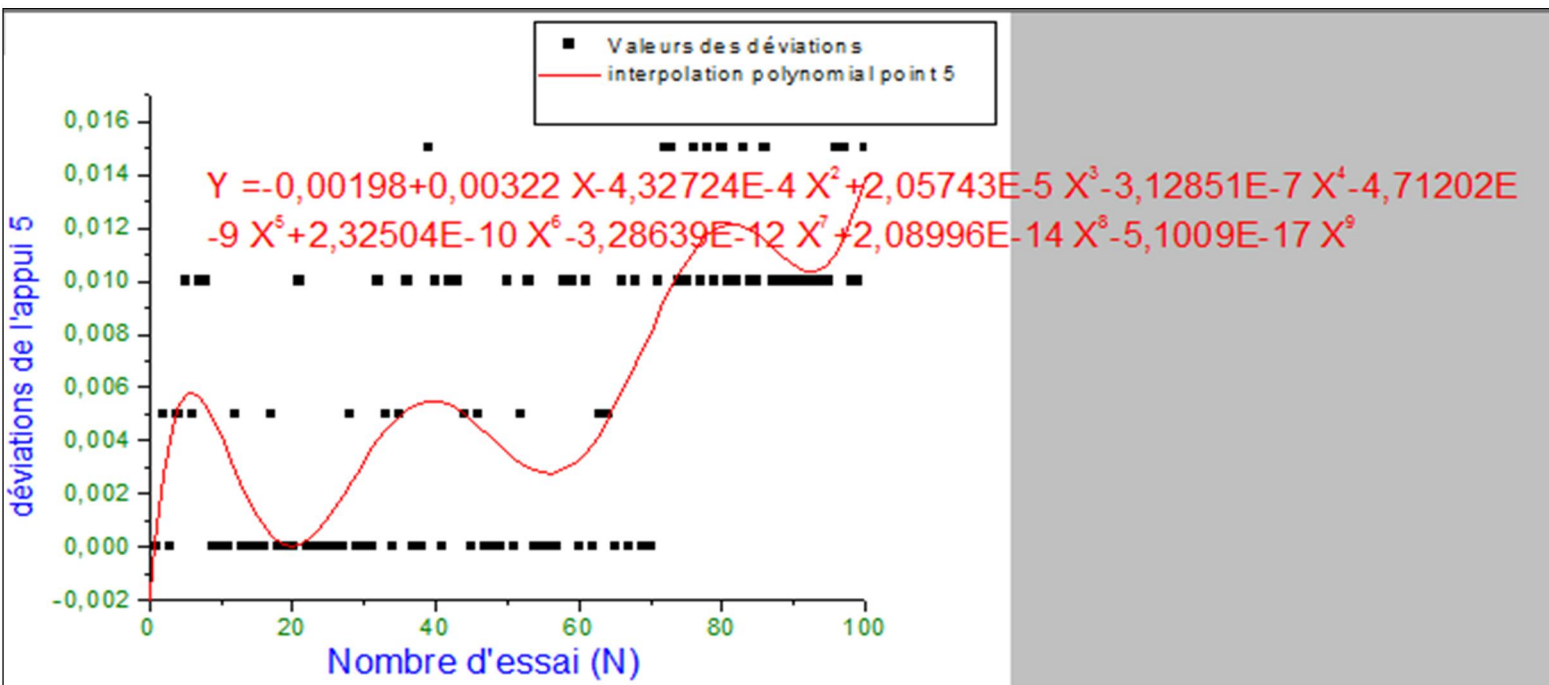 Valeurs des déviations
interpolation polynomial point 5
0,016
0,014
0,012
0,010
0,008
0,006
0,004
0,002
0,000
-0,002
déviations de l'appui 5
Y =-0,00198+0,00322 X-4,32724E-4 X²+2,05743E-5 X³-3,12851E-7 X⁴-4,71202E
-9 X⁵+2,32504E-10 X⁶-3,28639E-12 X⁷+2,08996E-14 X⁸-5,1009E-17 X⁹
0 20 40 60 80 100
Nombre d'essai (N)